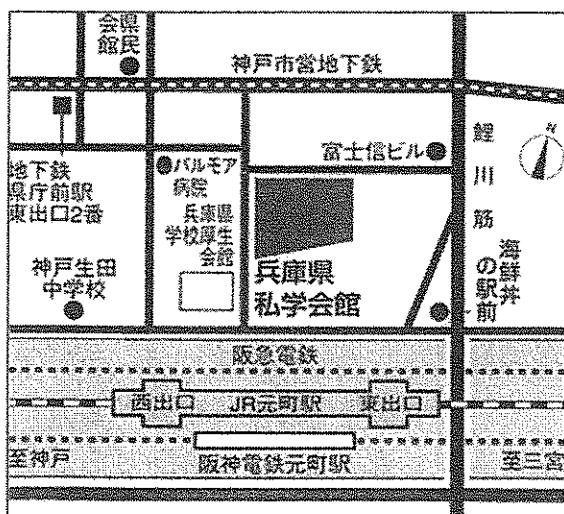 県民
会館
神戸市営地下鉄
富士信ビル
鯉川筋
N
地下鉄
県庁前駅
東出口2番
パルモア
病院
兵庫県
学校厚生
会館
神戸生田
中学校
兵庫県
私学会館
海鮮丼
の駅前
阪急電鉄
西出口
JR元町駅
東出口
阪神電鉄元町駅
至神戸
至三宮